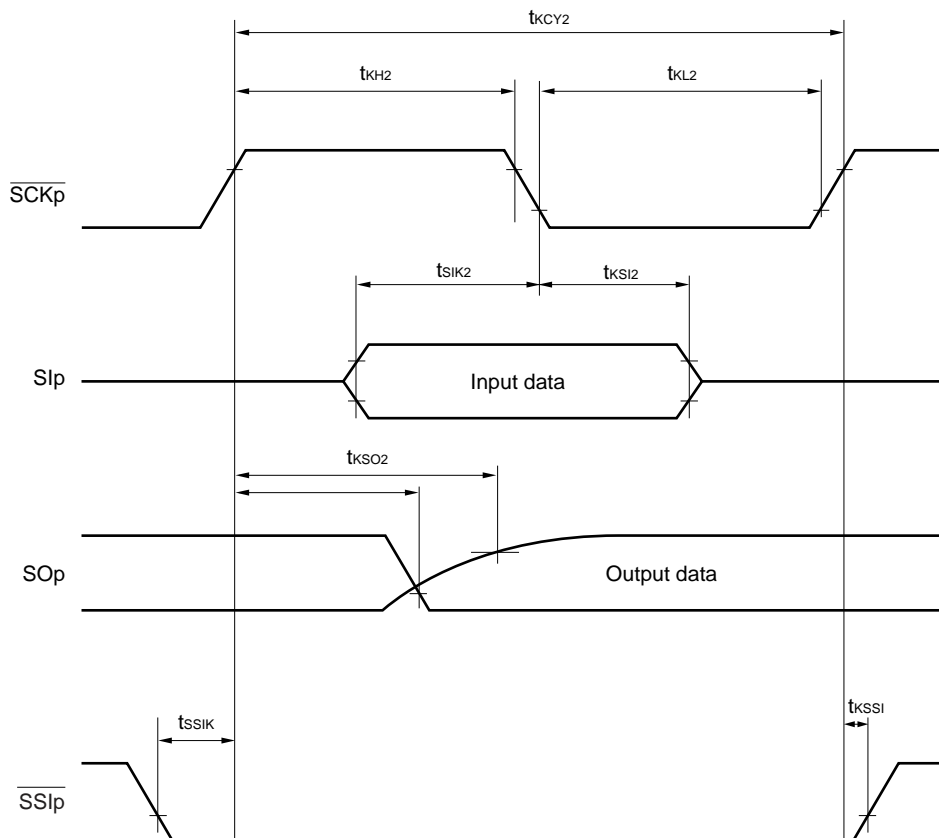 tKCY2
tKH2 tKL2
SCKp
tSIK2 tKSI2
SIp Input data
tKSO2
SOp Output data
tSSIK tKSSI
SSIp